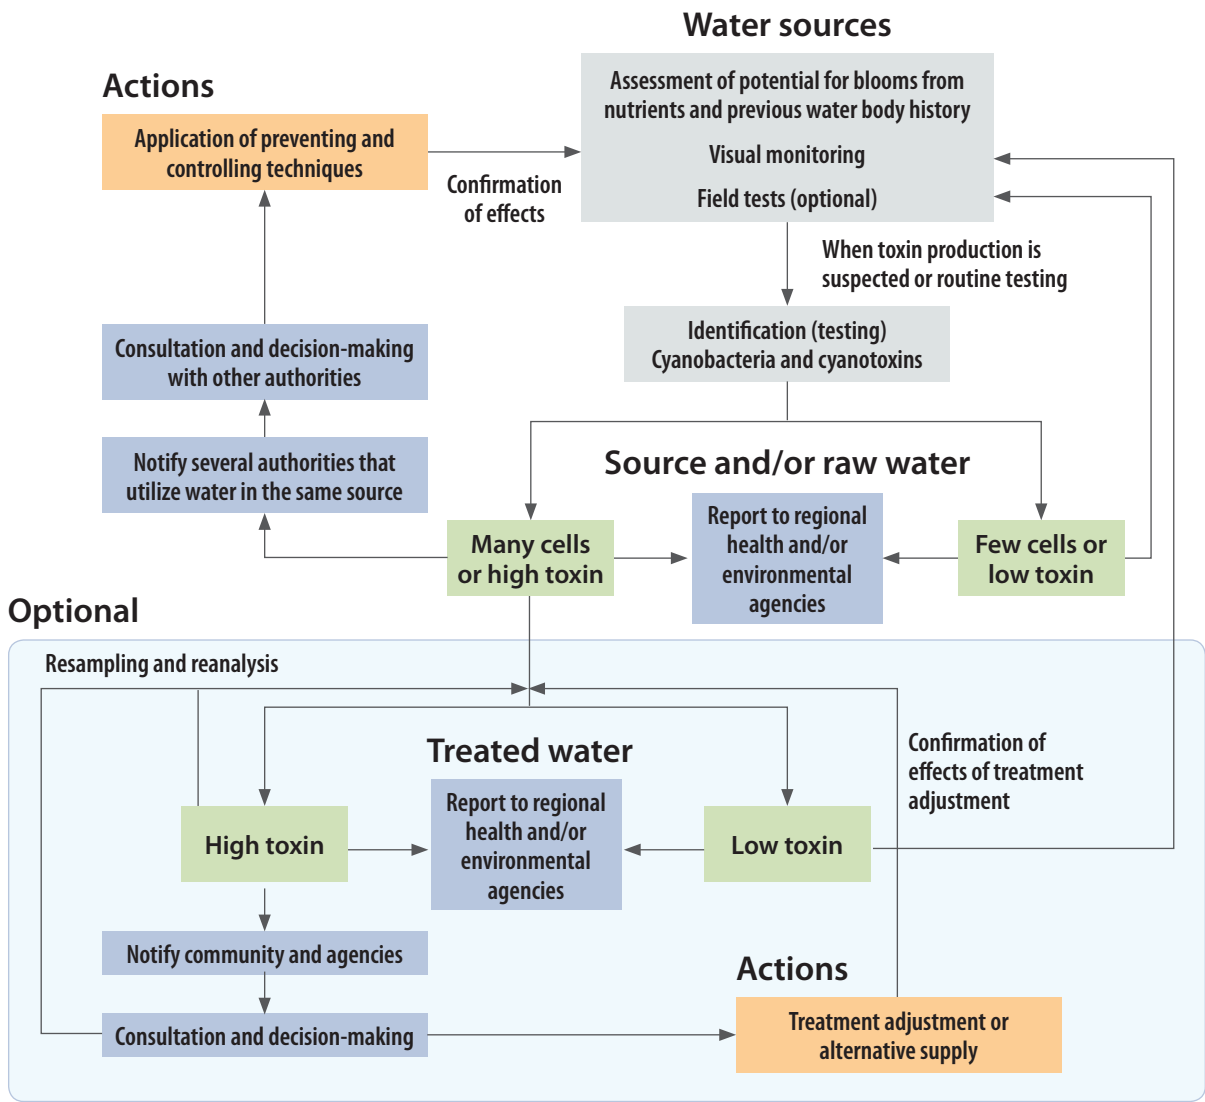 Water sources
Assessment of potential for blooms from
nutrients and previous water body history
Visual monitoring
Field tests (optional)
Actions
Application of preventing and
controlling techniques
Confirmation
of effects
When toxin production is
suspected or routine testing
Identification (testing)
Cyanobacteria and cyanotoxins
Consultation and decision-making
with other authorities
Notify several authorities that
utilize water in the same source
Source and/or raw water
Many cells
or high toxin
Report to regional
health and/or
environmental
agencies
Few cells or
low toxin
Optional
Resampling and reanalysis
Treated water
Confirmation of
effects of treatment
adjustment
High toxin
Report to regional
health and/or
environmental
agencies
Low toxin
Notify community and agencies
Consultation and decision-making
Actions
Treatment adjustment or
alternative supply